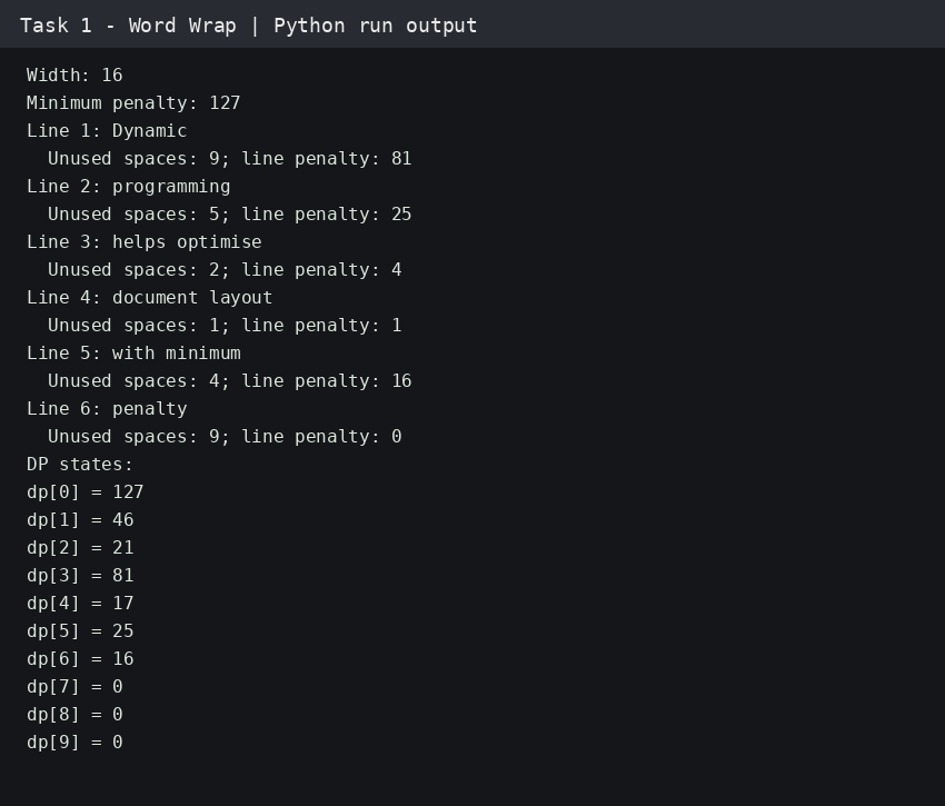 Task 1 - Word Wrap | Python run output
Width: 16
Minimum penalty: 127
Line 1: Dynamic
  Unused spaces: 9; line penalty: 81
Line 2: programming
  Unused spaces: 5; line penalty: 25
Line 3: helps optimise
  Unused spaces: 2; line penalty: 4
Line 4: document layout
  Unused spaces: 1; line penalty: 1
Line 5: with minimum
  Unused spaces: 4; line penalty: 16
Line 6: penalty
  Unused spaces: 9; line penalty: 0
DP states:
dp[0] = 127
dp[1] = 46
dp[2] = 21
dp[3] = 81
dp[4] = 17
dp[5] = 25
dp[6] = 16
dp[7] = 0
dp[8] = 0
dp[9] = 0